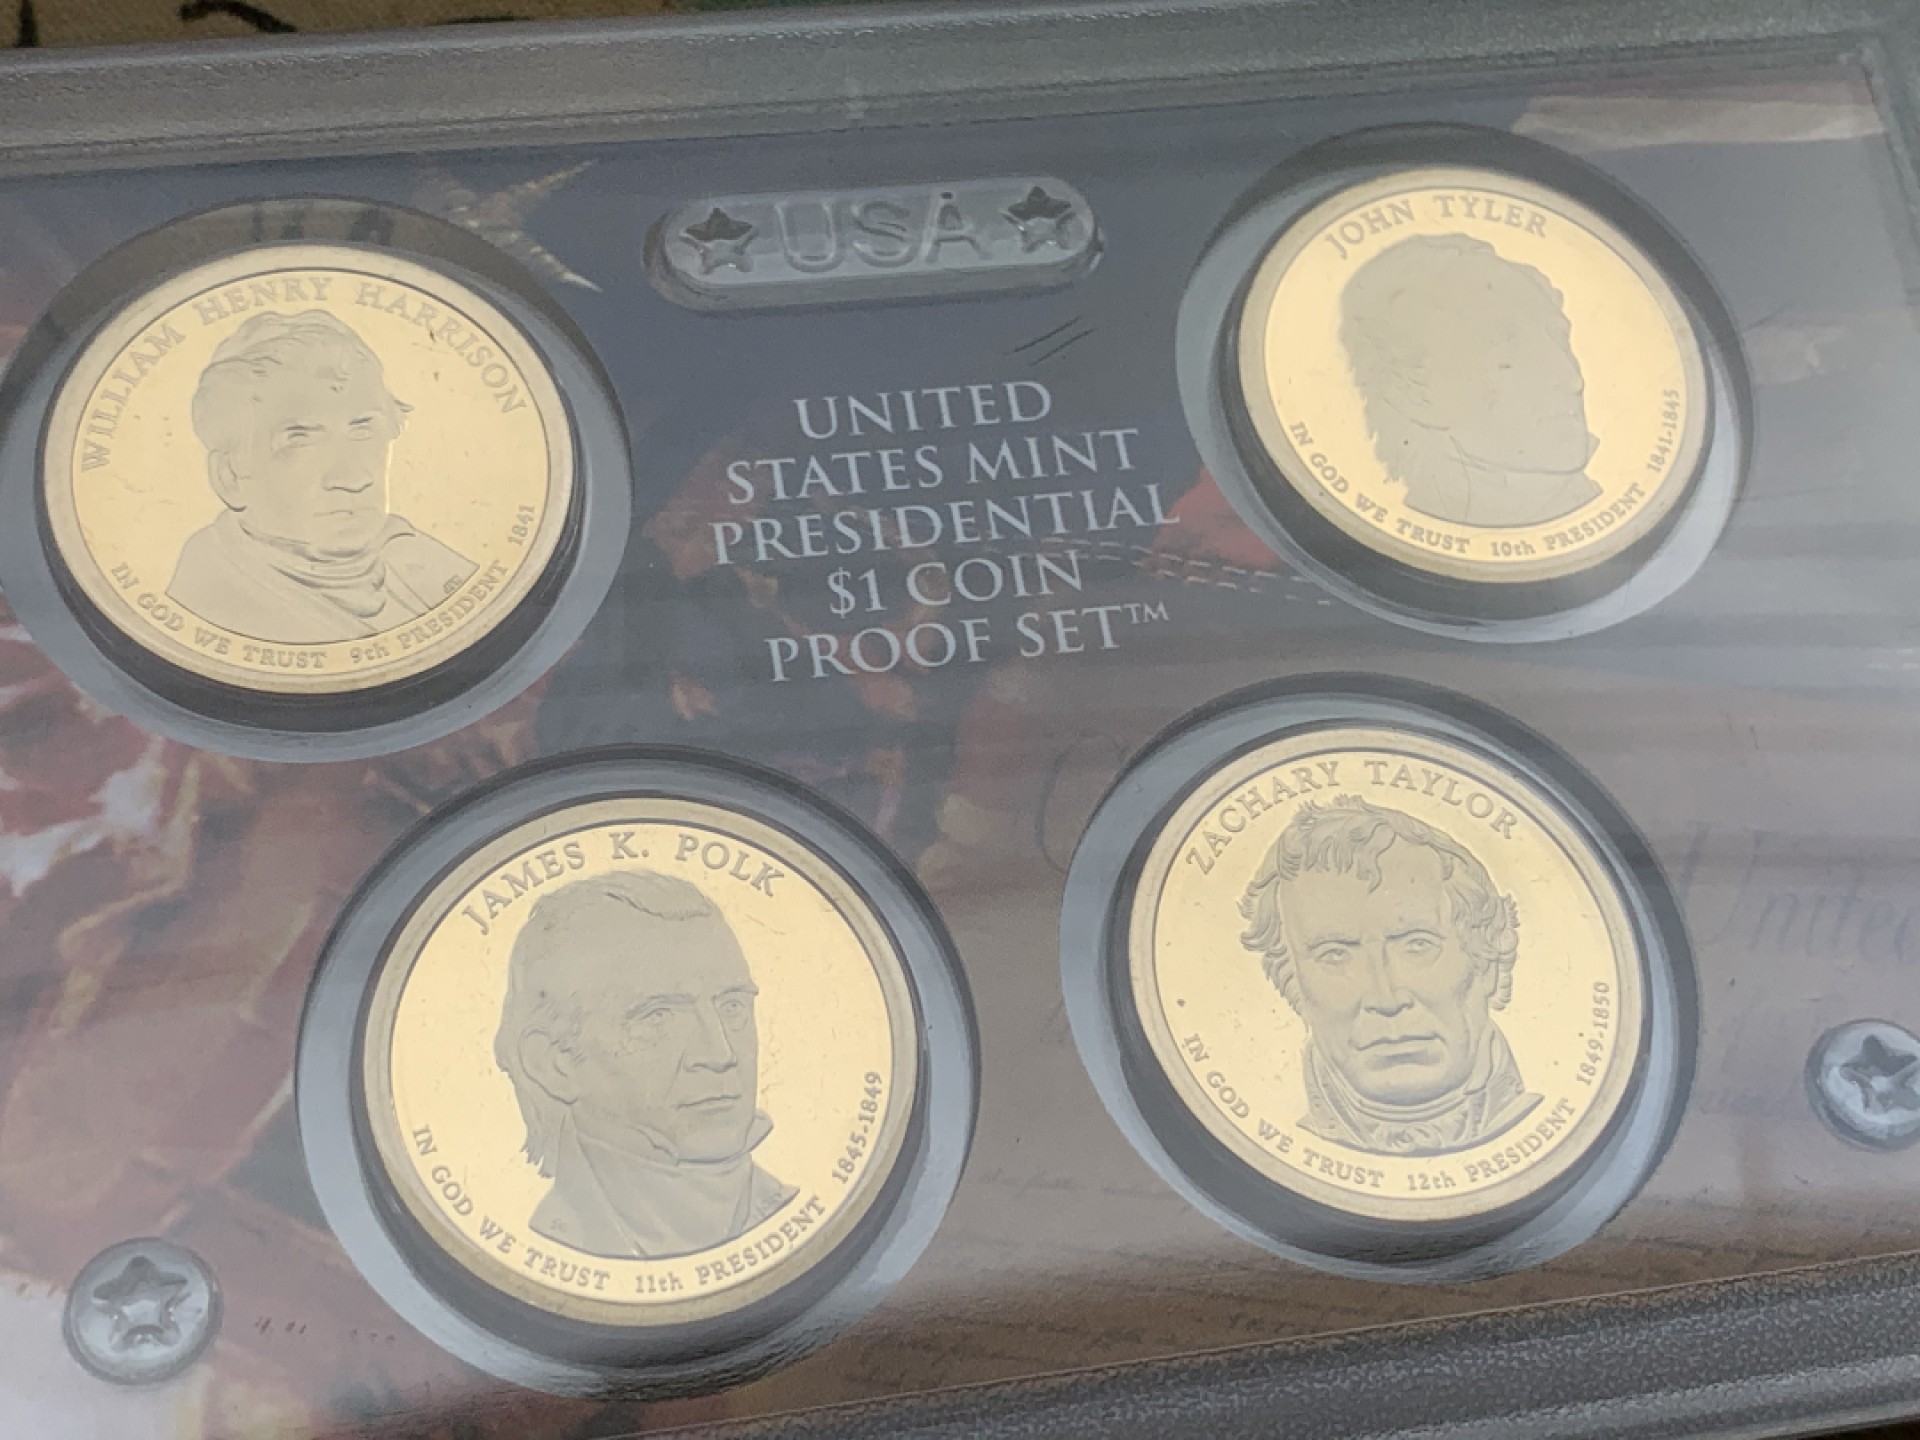 USA
UNITED
STATES MINT
PRESIDENTIAL
$1 COIN
PROOF SET™
WILLIAM HENRY HARRISON
IN GOD WE TRUST 9th PRESIDENT 1841
JOHN TYLER
IN GOD WE TRUST 10th PRESIDENT 1841-1845
JAMES K. POLK
IN GOD WE TRUST 11th PRESIDENT 1845-1849
ZACHARY TAYLOR
IN GOD WE TRUST 12th PRESIDENT 1849-1850
United